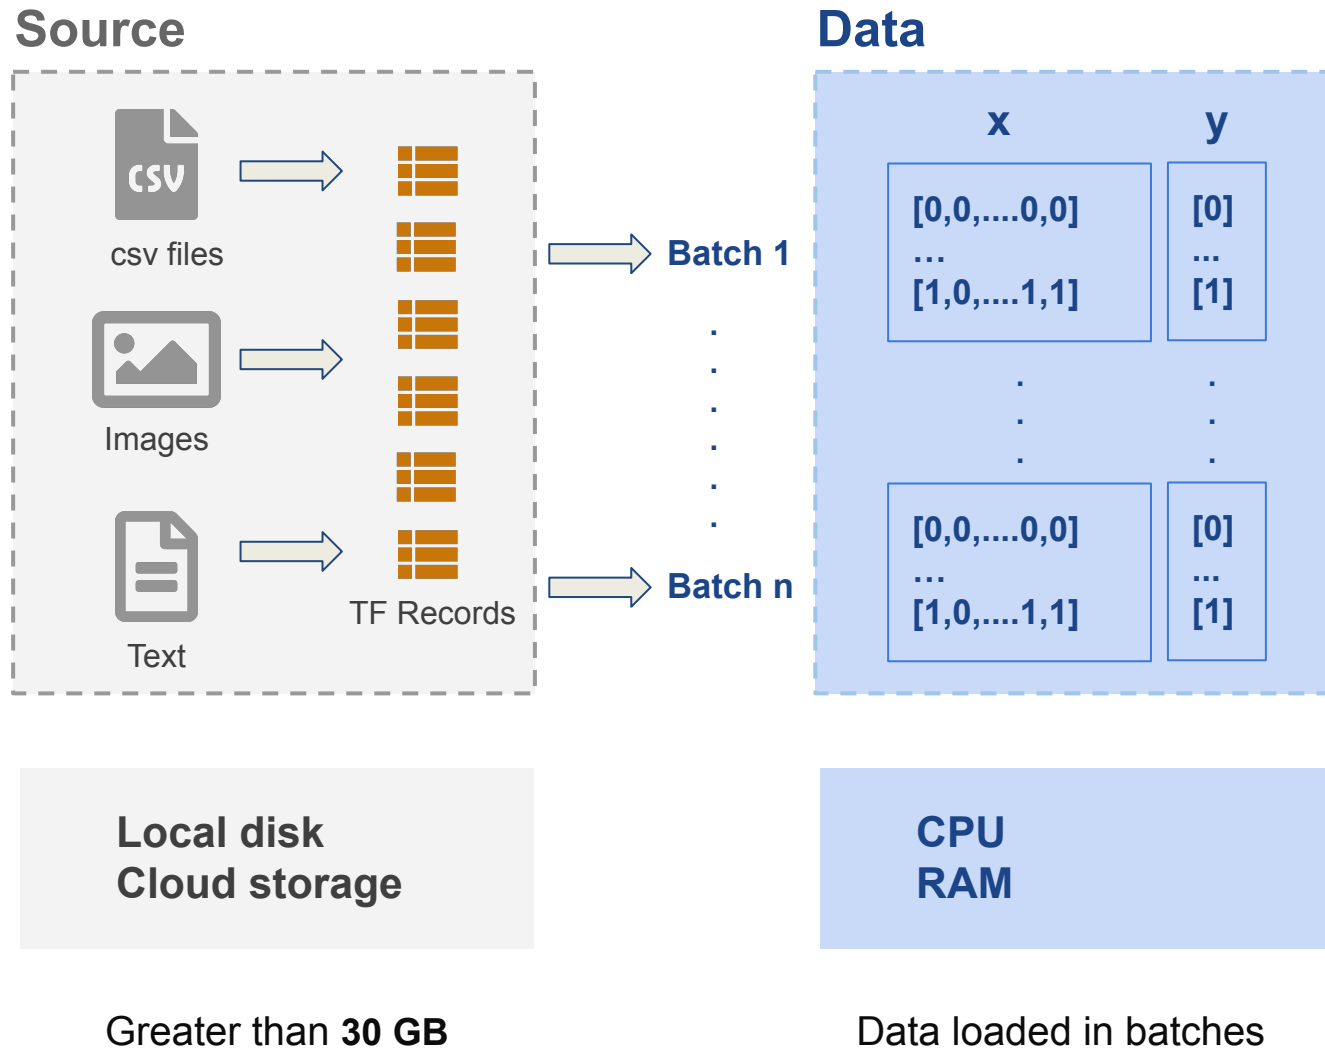 Source
CSV
csv files
Images
Text
TF Records
Batch 1
.
.
.
.
.
.
Batch n
Data
x
y
[0,0,....0,0]
...
[1,0,....1,1]
[0]
...
[1]
.
.
.
.
.
.
[0,0,....0,0]
...
[1,0,....1,1]
[0]
...
[1]
Local disk
Cloud storage
CPU
RAM
Greater than 30 GB
Data loaded in batches